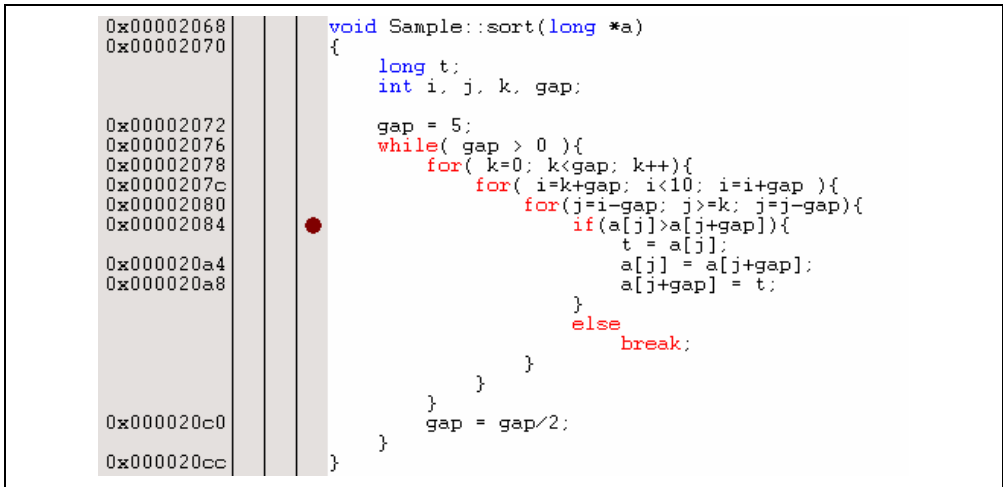 0x00002068 void Sample::sort(long *a)
0x00002070 {
long t;
int i, j, k, gap;
0x00002072 gap = 5;
0x00002076 while( gap > 0 ){
0x00002078 for( k=0; k<gap; k++){
0x0000207c for( i=k+gap; i<10; i=i+gap ){
0x00002080 for(j=i-gap; j>=k; j=j-gap){
0x00002084 if(a[j]>a[j+gap]){
t = a[j];
0x000020a4 a[j] = a[j+gap];
0x000020a8 a[j+gap] = t;
}
else
break;
}
}
}
0x000020c0 gap = gap/2;
}
0x000020cc }